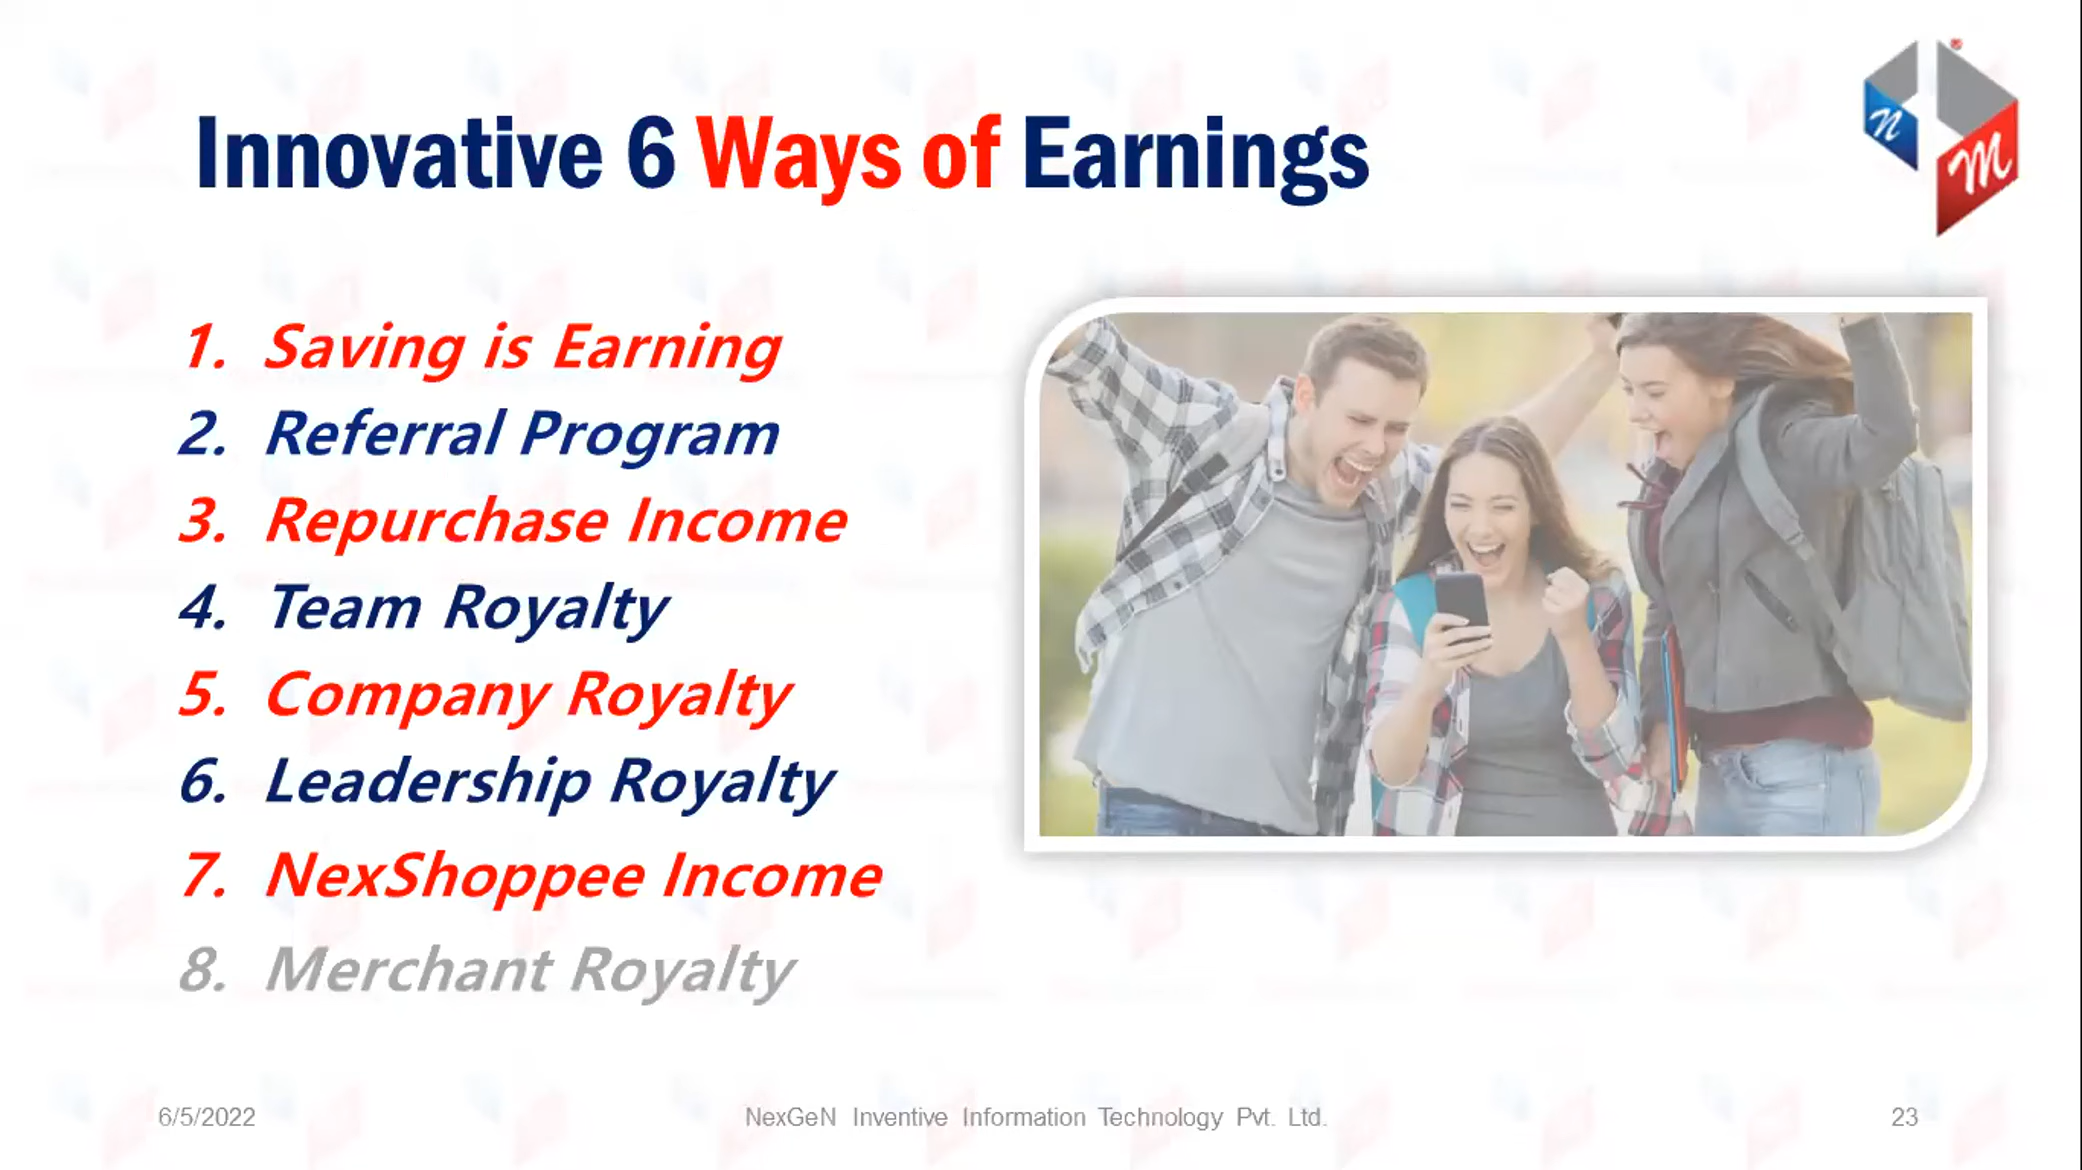 Innovative 6 Ways of Earnings
n
M
1. Saving is Earning
2. Referral Program
3. Repurchase Income
4. Team Royalty
5. Company Royalty
6. Leadership Royalty
7. NexShoppee Income
8. Merchant Royalty
6/5/2022
NexGeN Inventive Information Technology Pvt. Ltd.
23